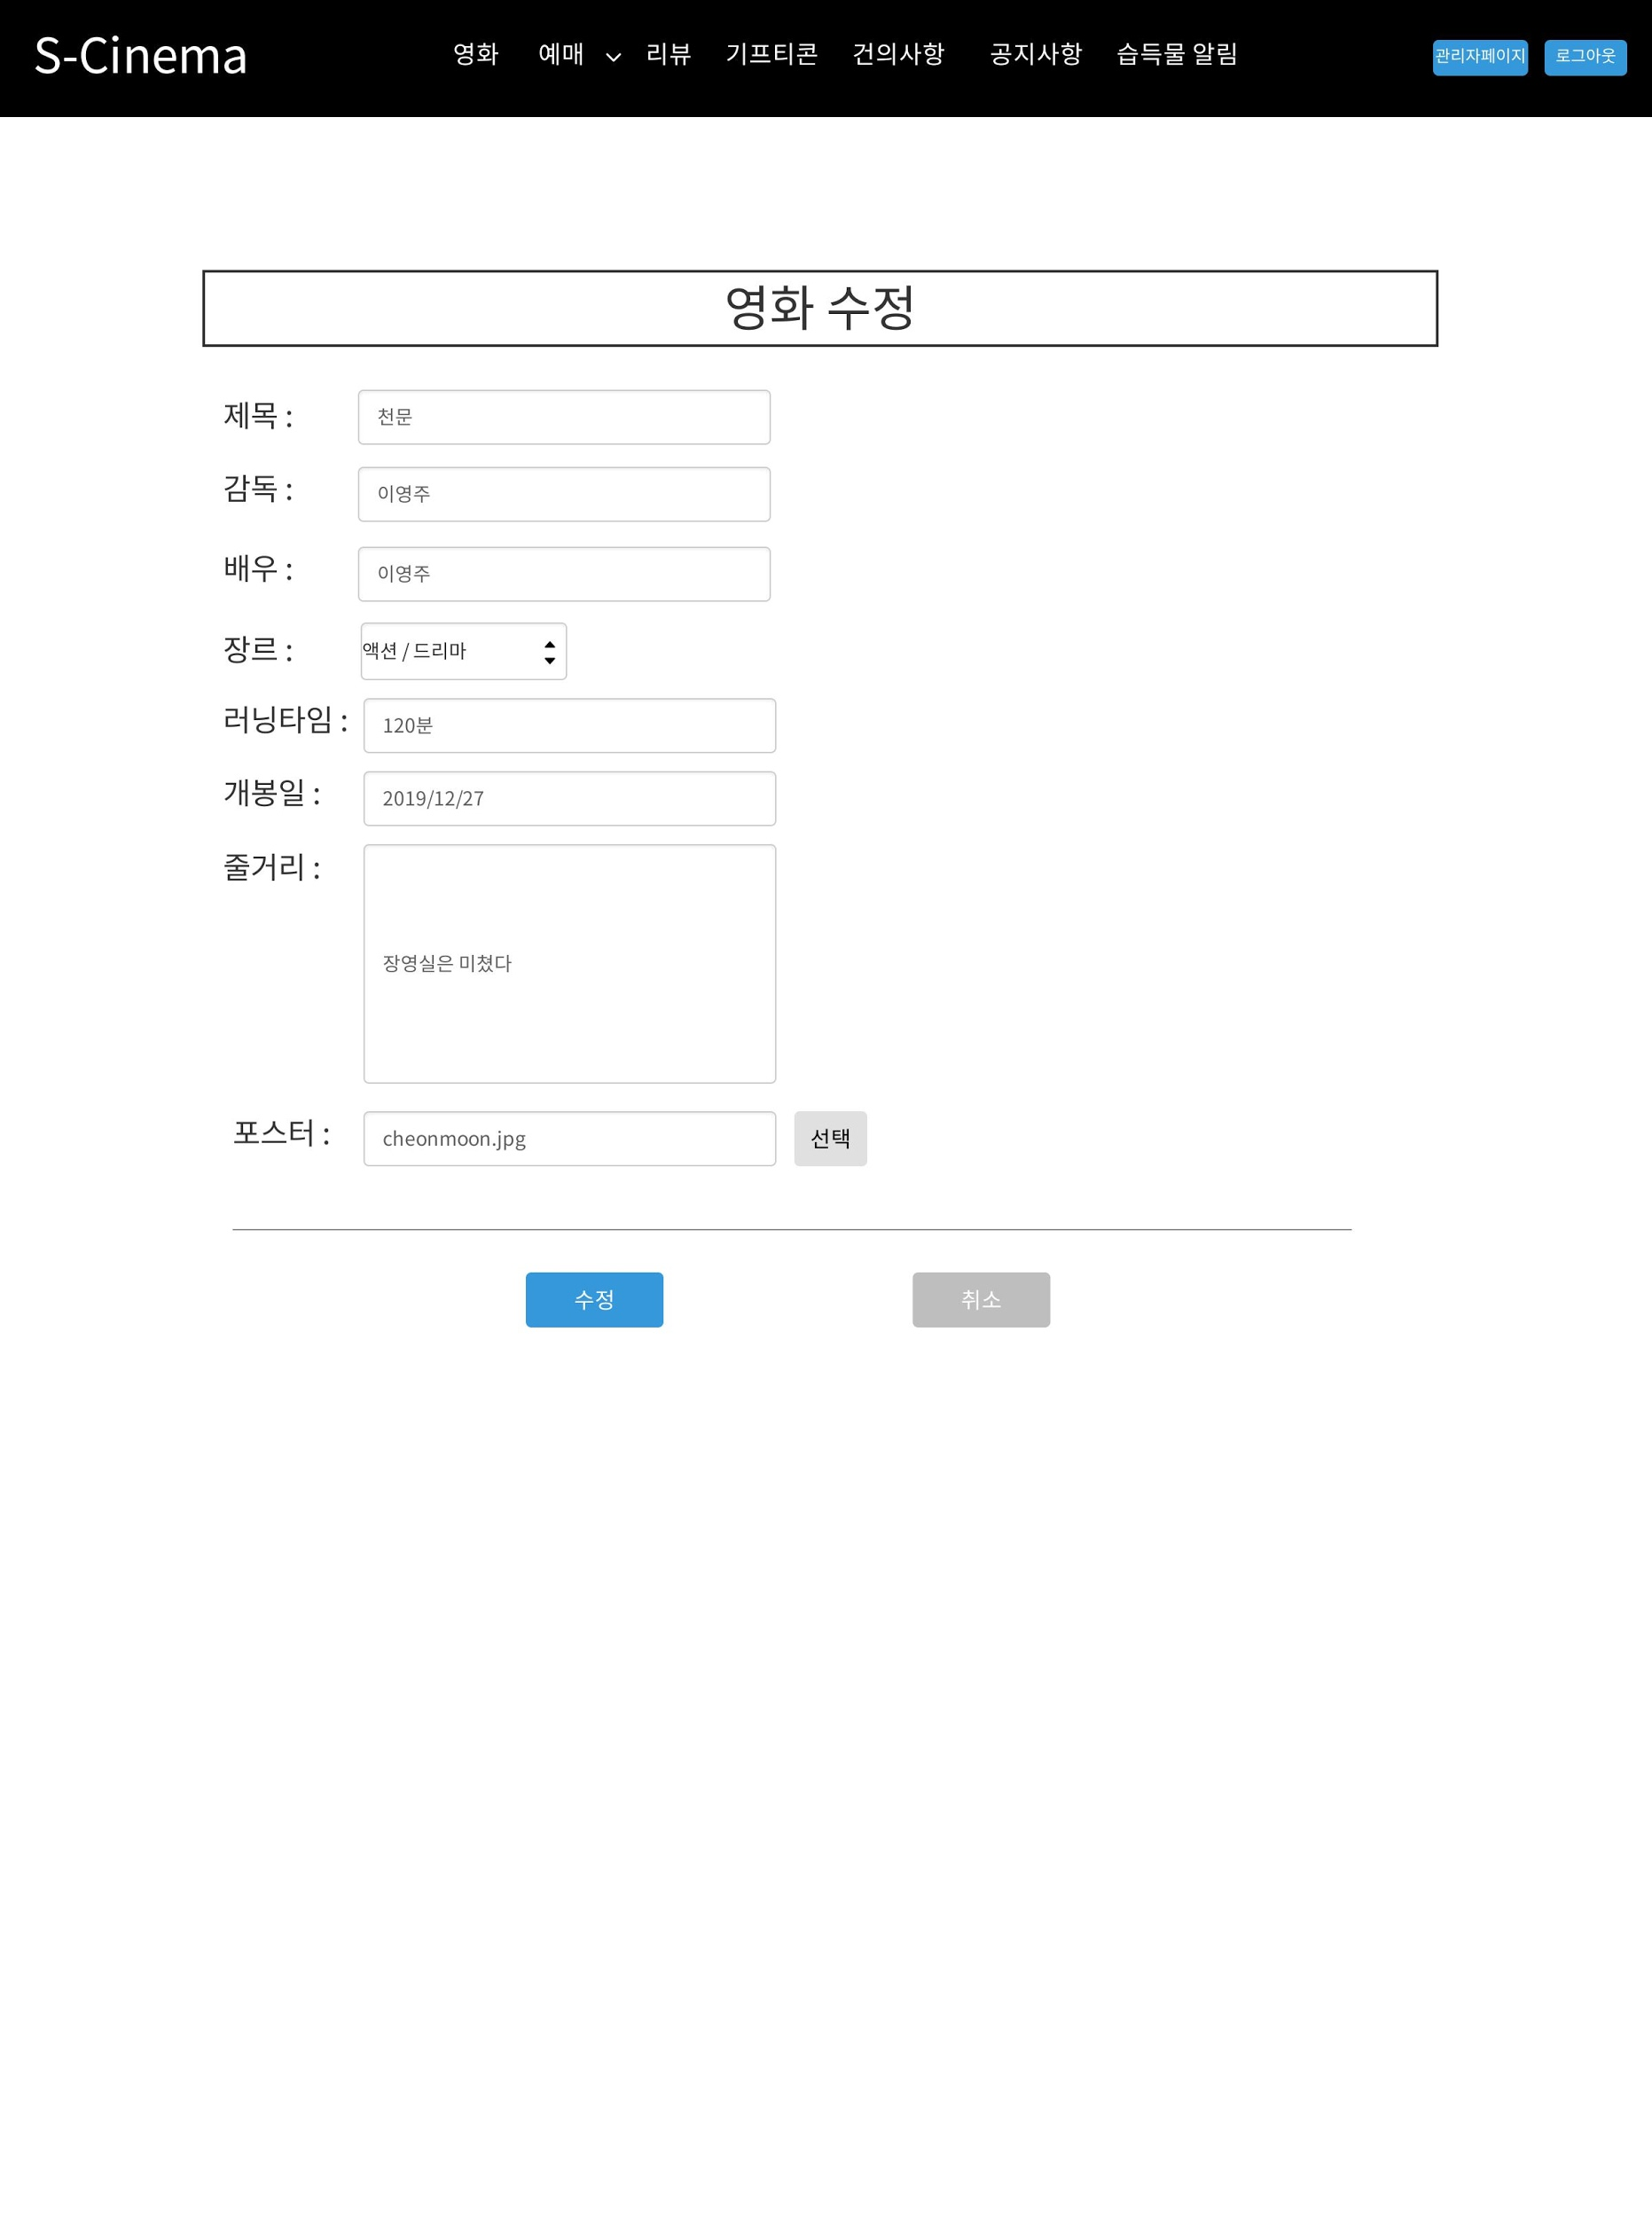 S-Cinema 영화 예매 리뷰 기프티콘 건의사항 공지사항 습득물 알림 관리자페이지 로그아웃
영화 수정
제목 : 천문
감독 : 이영주
배우 : 이영주
장르 : 액션 / 드리마
러닝타임 : 120분
개봉일 : 2019/12/27
줄거리 :
장영실은 미쳤다
포스터 : cheonmoon.jpg 선택
수정 취소